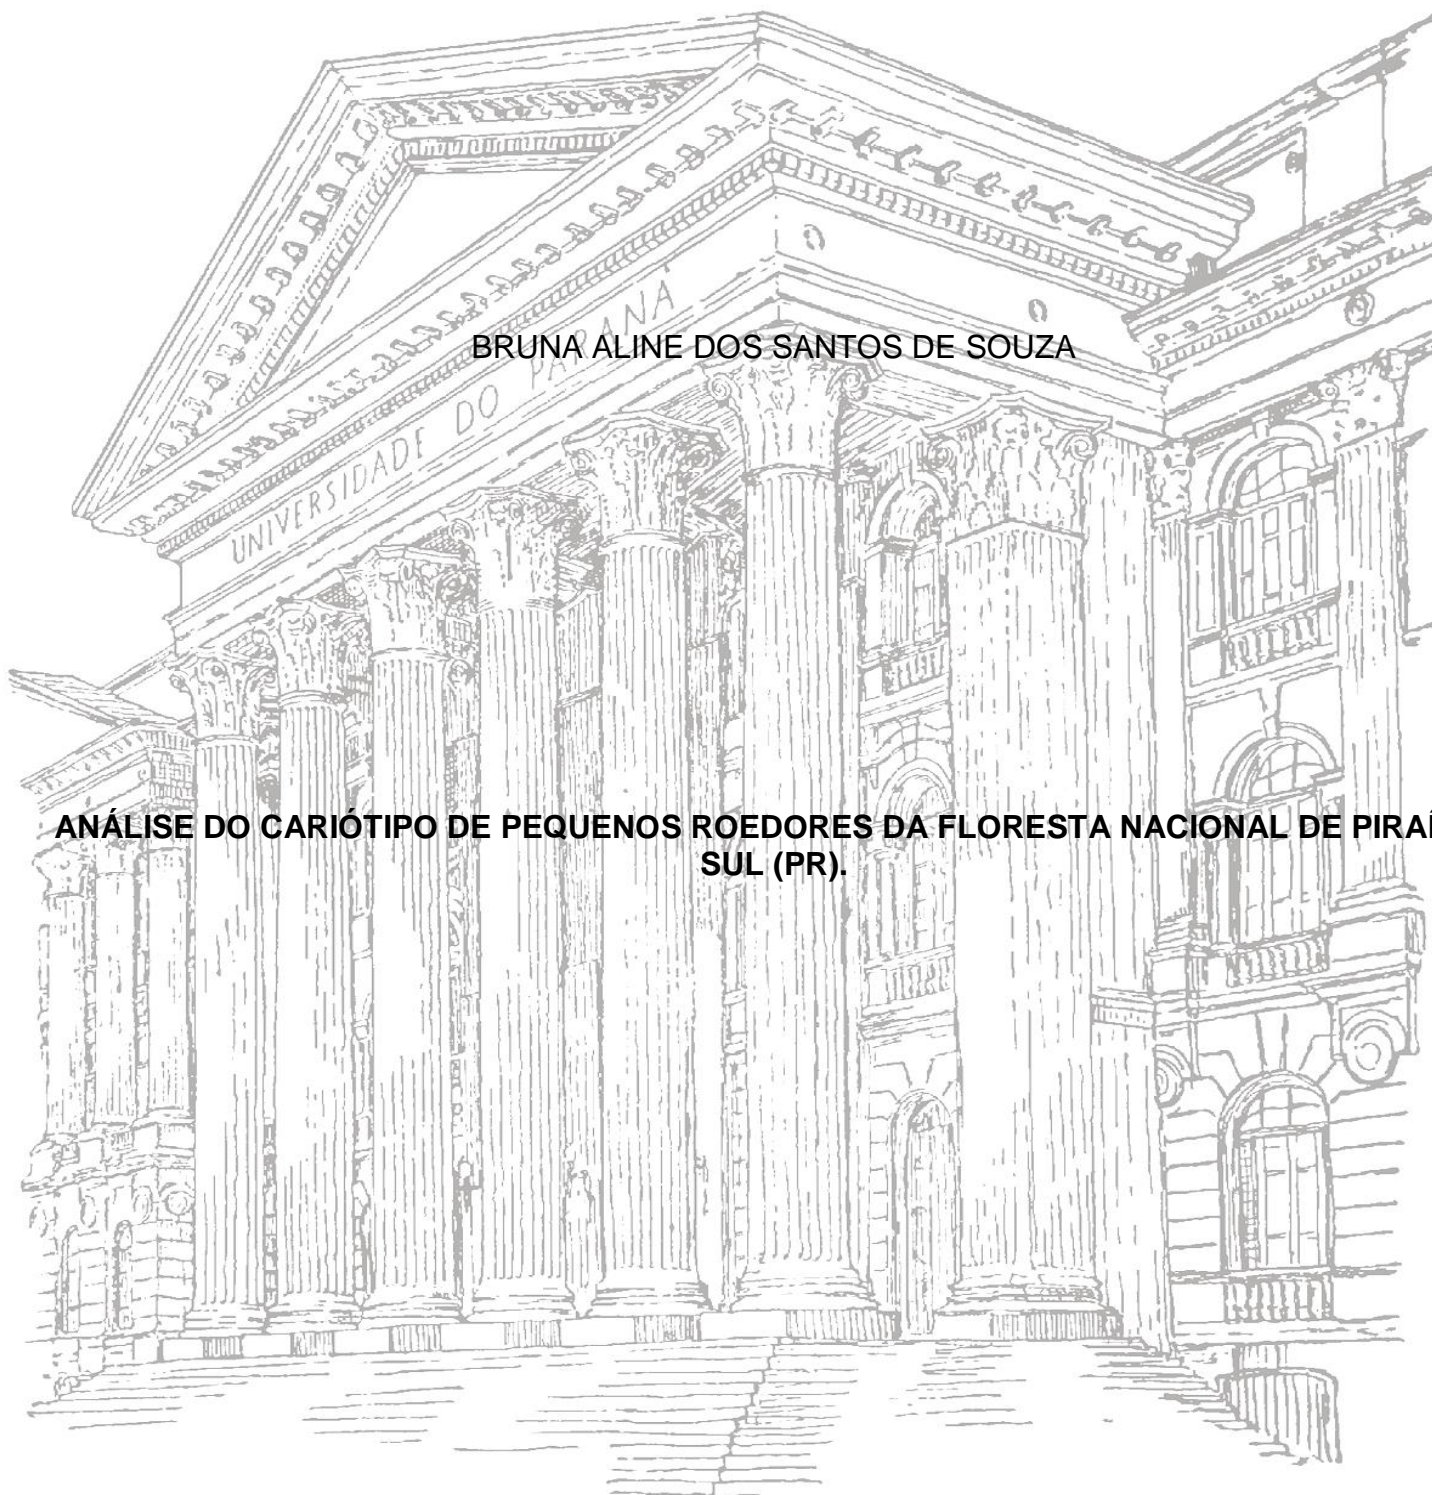 BRUNA ALINE DOS SANTOS DE SOUZA
UNIVERSIDADE DO PARANÁ
ANÁLISE DO CARIÓTIPO DE PEQUENOS ROEDORES DA FLORESTA NACIONAL DE PIRAÍ
SUL (PR).